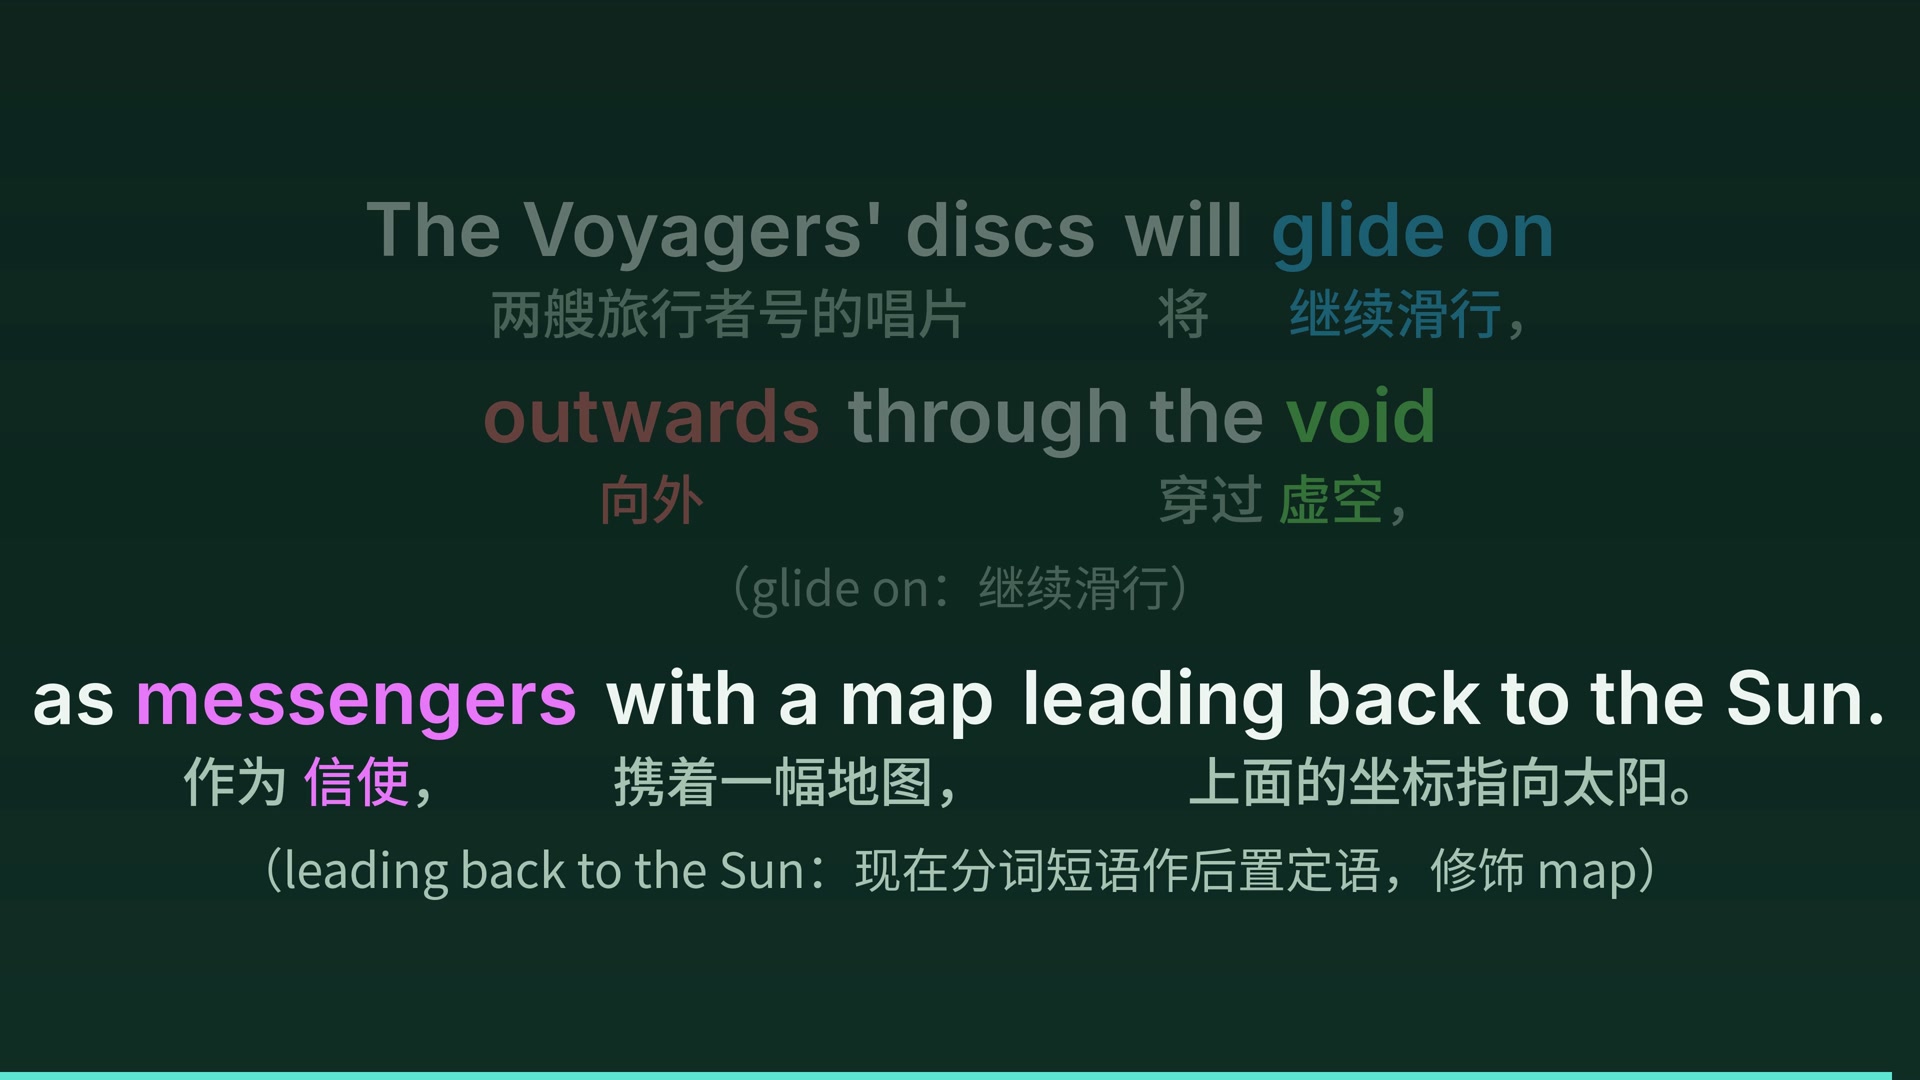 The Voyagers' discs will glide on
两艘旅行者号的唱片 将 继续滑行，
outwards through the void
向外 穿过 虚空，
（glide on：继续滑行）
as messengers with a map leading back to the Sun.
作为 信使， 携着一幅地图， 上面的坐标指向太阳。
（leading back to the Sun：现在分词短语作后置定语，修饰 map）